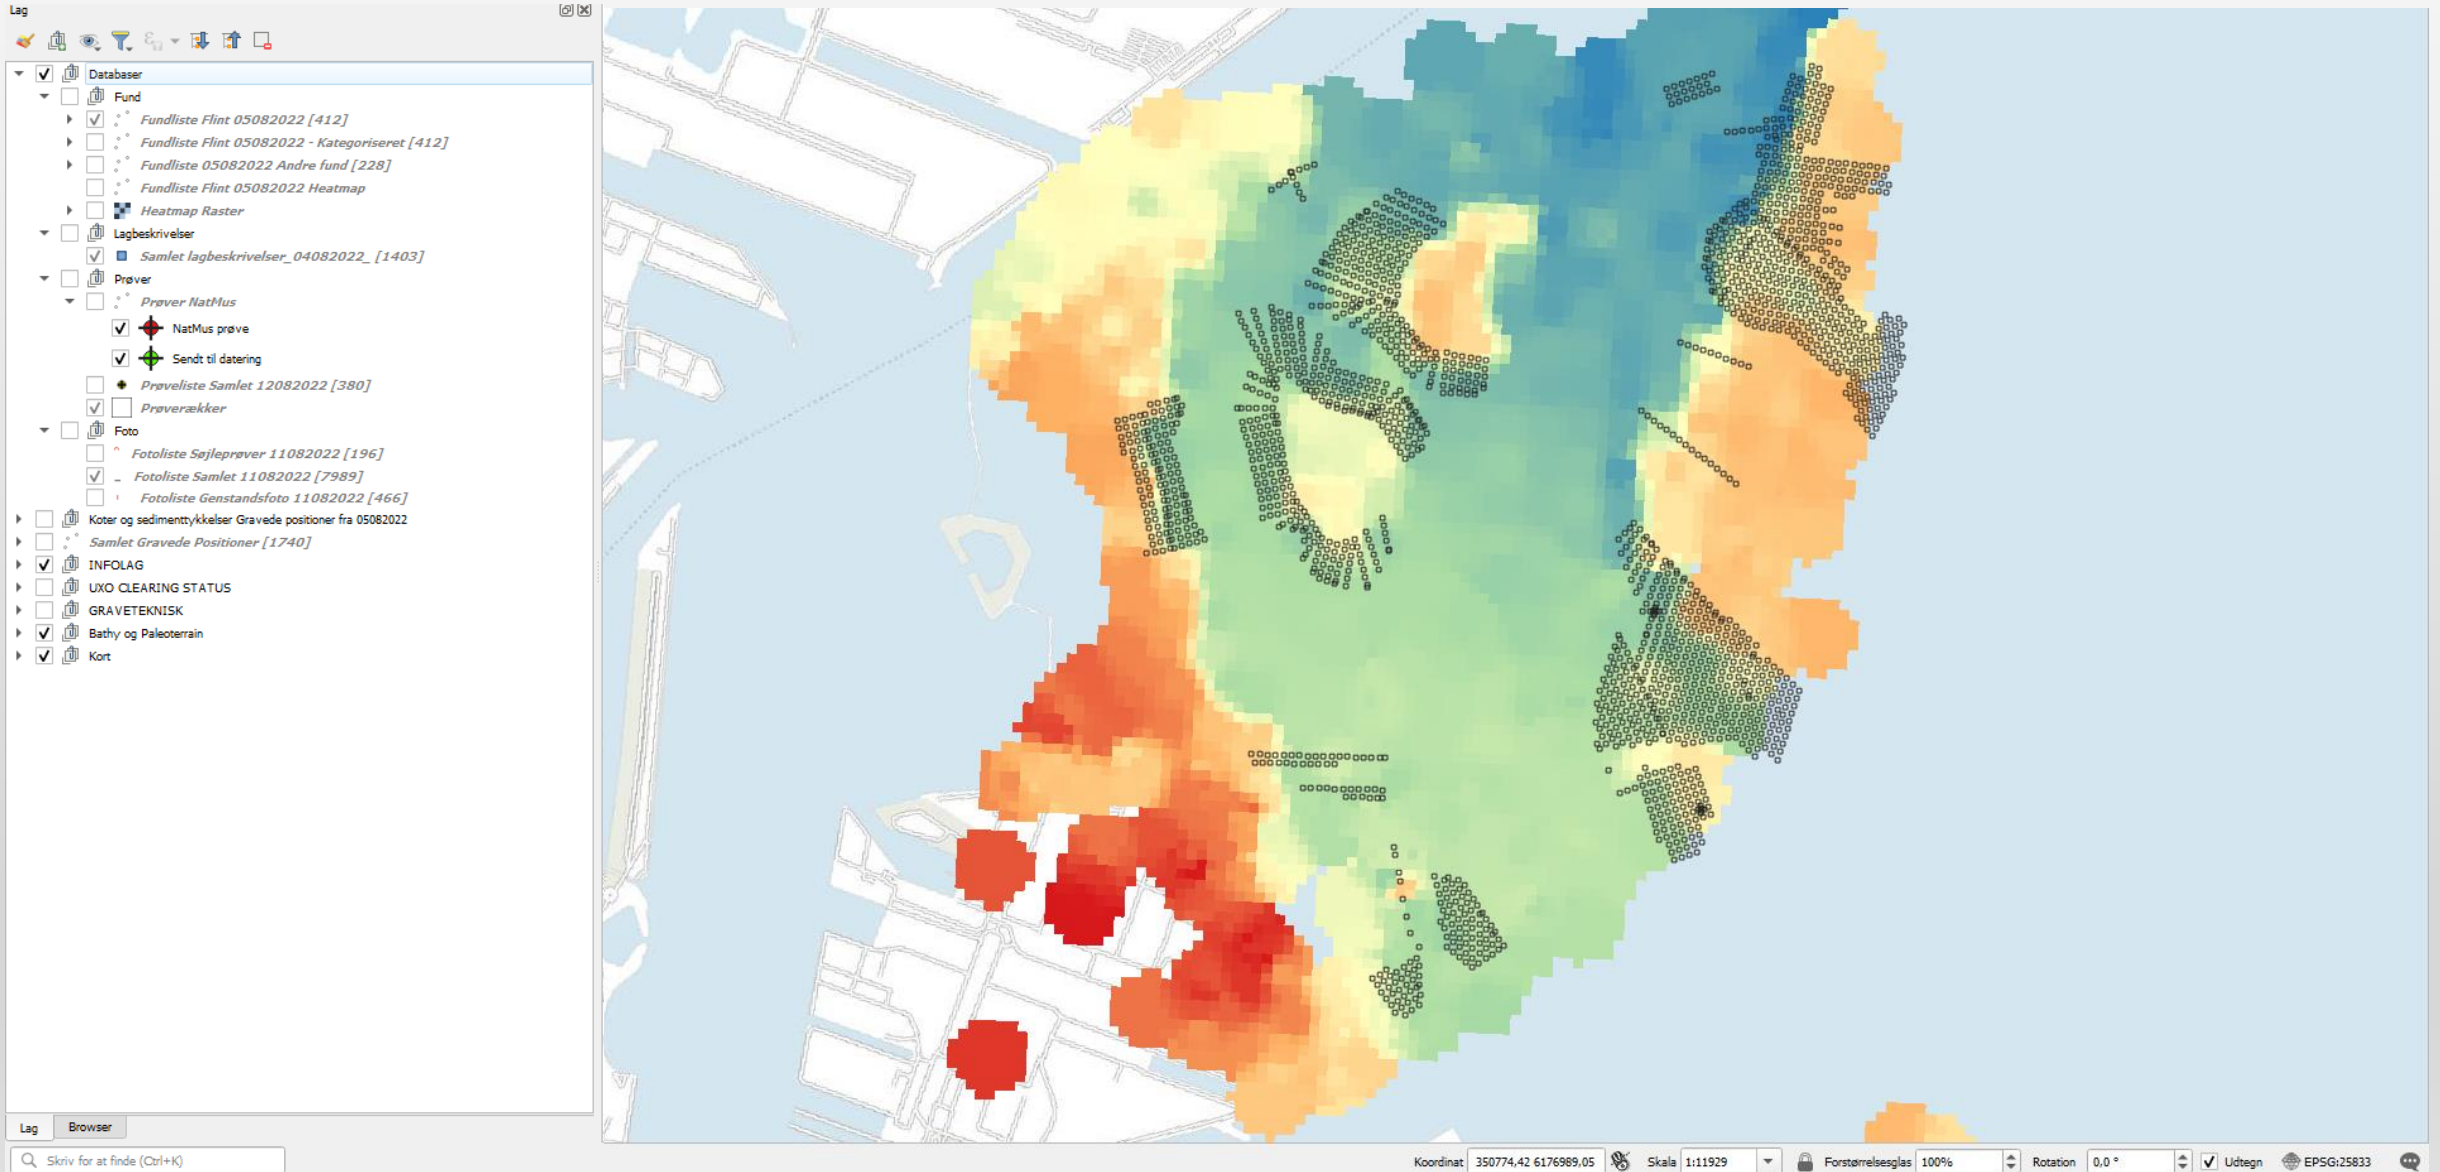 Lag
Databaser
Fund
Fundliste Flint 05082022 [412]
Fundliste Flint 05082022 - Kategoriseret [412]
Fundliste 05082022 Andre fund [228]
Fundliste Flint 05082022 Heatmap
Heatmap Raster
Lagbeskrivelser
Samlet lagbeskrivelser_04082022_ [1403]
Prøver
Prøver NatMus
NatMus prøve
Sendt til datering
Prøveliste Samlet 12082022 [380]
Prøverækker
Foto
Fotoliste Søjleprøver 11082022 [196]
Fotoliste Samlet 11082022 [7989]
Fotoliste Genstandsfoto 11082022 [466]
Koter og sedimenttykkelser Gravede positioner fra 05082022
Samlet Gravede Positioner [1740]
INFOLAG
UXO CLEARING STATUS
GRAVETEKNISK
Bathy og Paleoterrain
Kort
Lag Browser
Skriv for at finde (Ctrl+K) Koordinat 350774,42 6176989,05 Skala 1:11929 Forstørrelsesglas 100% Rotation 0,0 ° Udtegn EPSG:25833